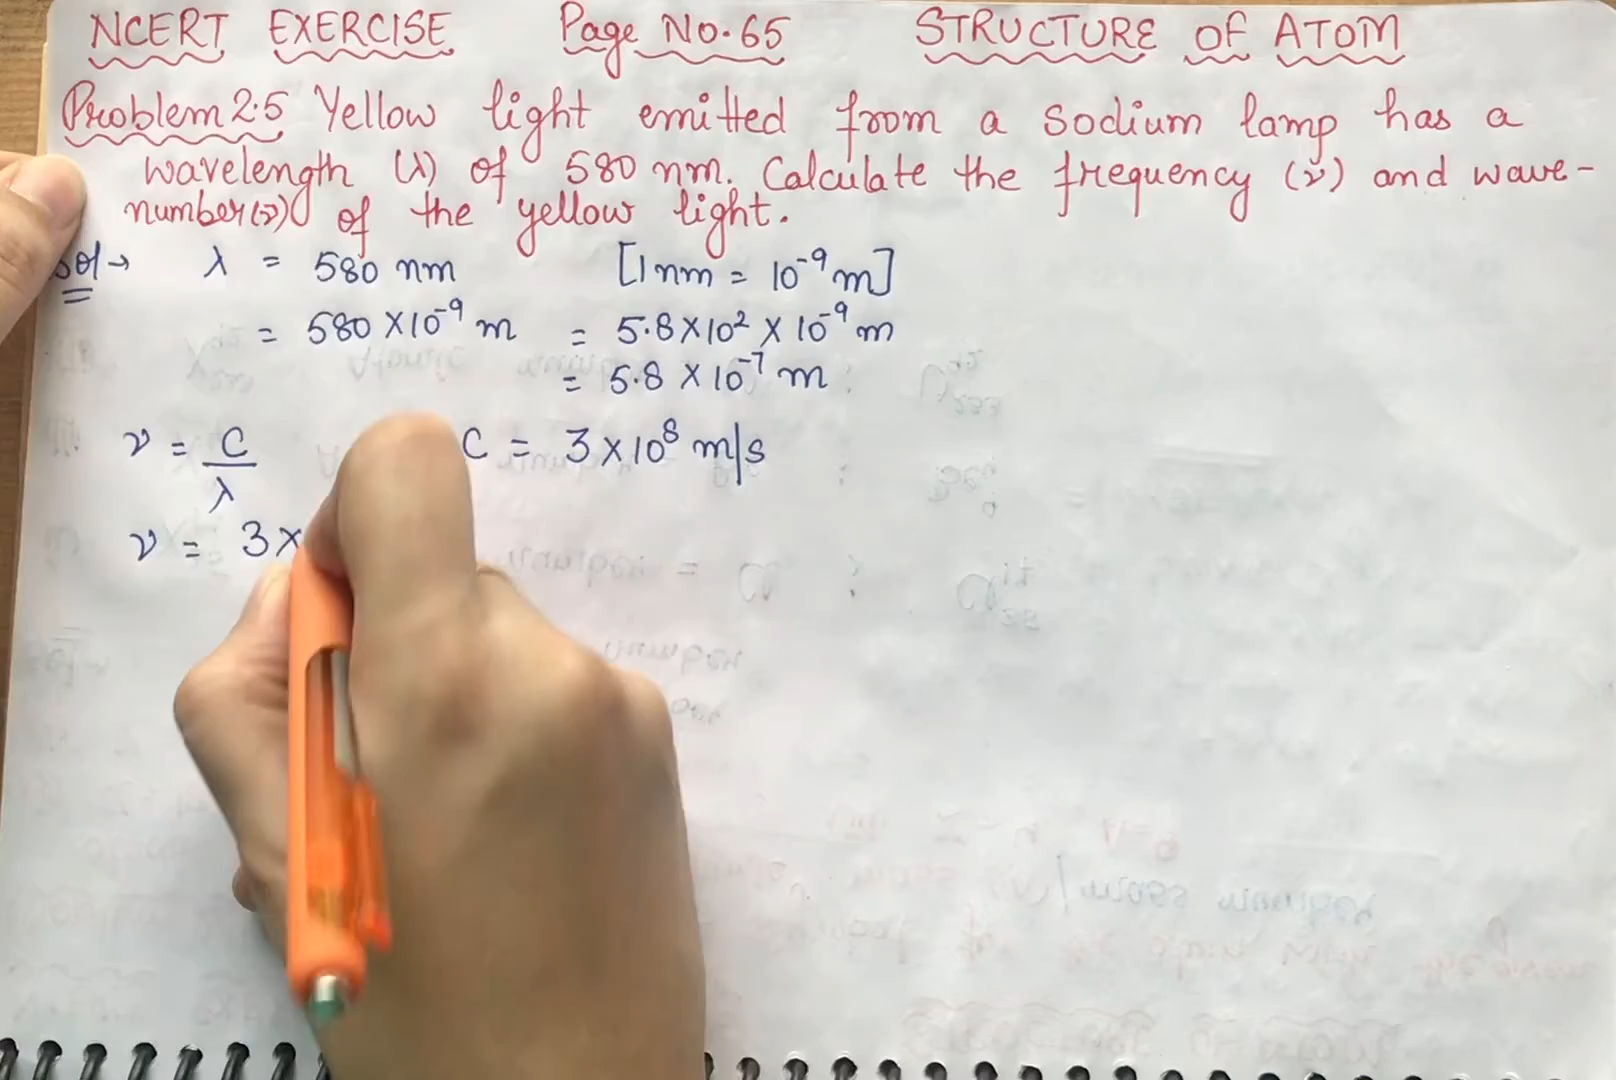 NCERT EXERCISE Page No.65 STRUCTURE OF ATOM
Problem 2.5 Yellow light emitted from a sodium lamp has a
wavelength (λ) of 580 nm. Calculate the frequency (ν) and wave-
number (ν̄) of the yellow light.
Sol → λ = 580 nm [1 nm = 10⁻⁹ m]
= 580 × 10⁻⁹ m = 5.8 × 10² × 10⁻⁹ m
= 5.8 × 10⁻⁷ m
ν = C/λ C = 3 × 10⁸ m/s
ν = 3 ×